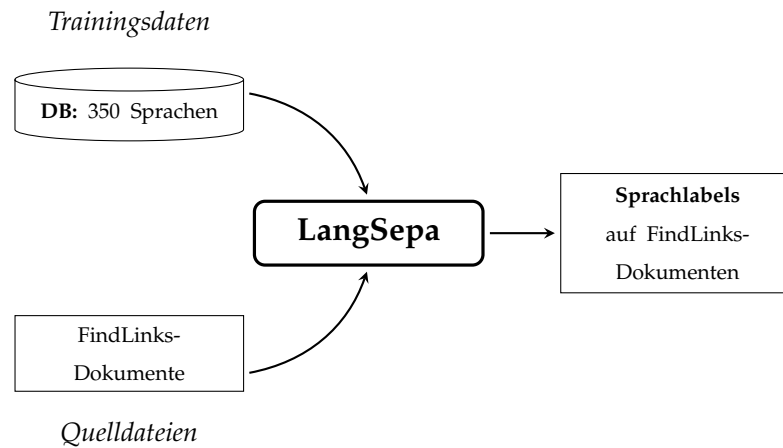 Trainingsdaten
DB: 350 Sprachen
LangSepa
Sprachlabels
auf FindLinks-
Dokumenten
FindLinks-
Dokumente
Quelldateien